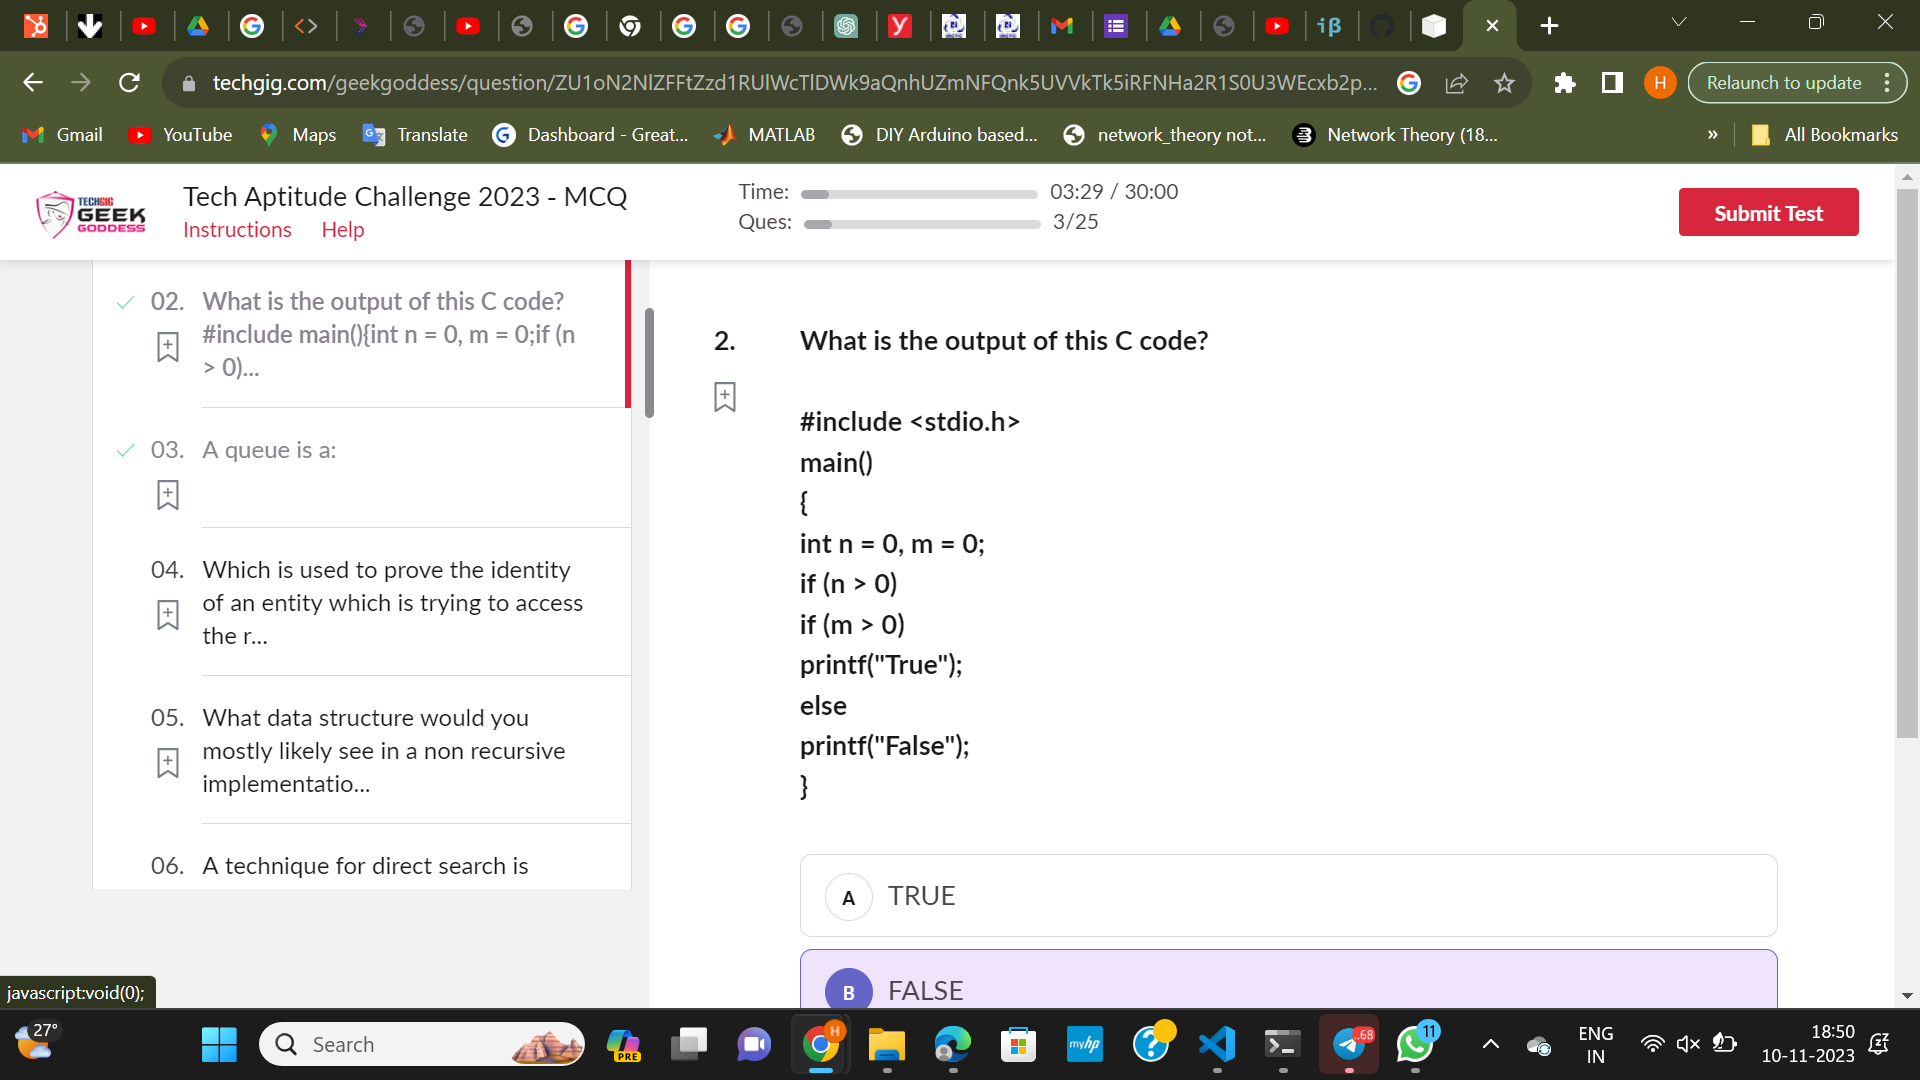 techgig.com/geekgoddess/question/ZU1oN2NlZFFtZzd1RUlWcTlDWk9aQnhUZmNFQnk5UVVkTk5iRFNHa2R1S0U3WEcxb2p...
H
Relaunch to update
Gmail
YouTube
Maps
Translate
Dashboard - Great...
MATLAB
DIY Arduino based...
network_theory not...
Network Theory (18...
»
All Bookmarks
TECHGIG
GEEK
GODDESS
Tech Aptitude Challenge 2023 - MCQ
Instructions
Help
Time:
03:29 / 30:00
Ques:
3/25
Submit Test
02. What is the output of this C code?
#include main(){int n = 0, m = 0;if (n
> 0)...
03. A queue is a:
04. Which is used to prove the identity
of an entity which is trying to access
the r...
05. What data structure would you
mostly likely see in a non recursive
implementatio...
06. A technique for direct search is
2. What is the output of this C code?
#include <stdio.h>
main()
{
int n = 0, m = 0;
if (n > 0)
if (m > 0)
printf("True");
else
printf("False");
}
A TRUE
B FALSE
javascript:void(0);
27°
Search
PRE
H
myhp
..68
11
ENG
IN
18:50
10-11-2023